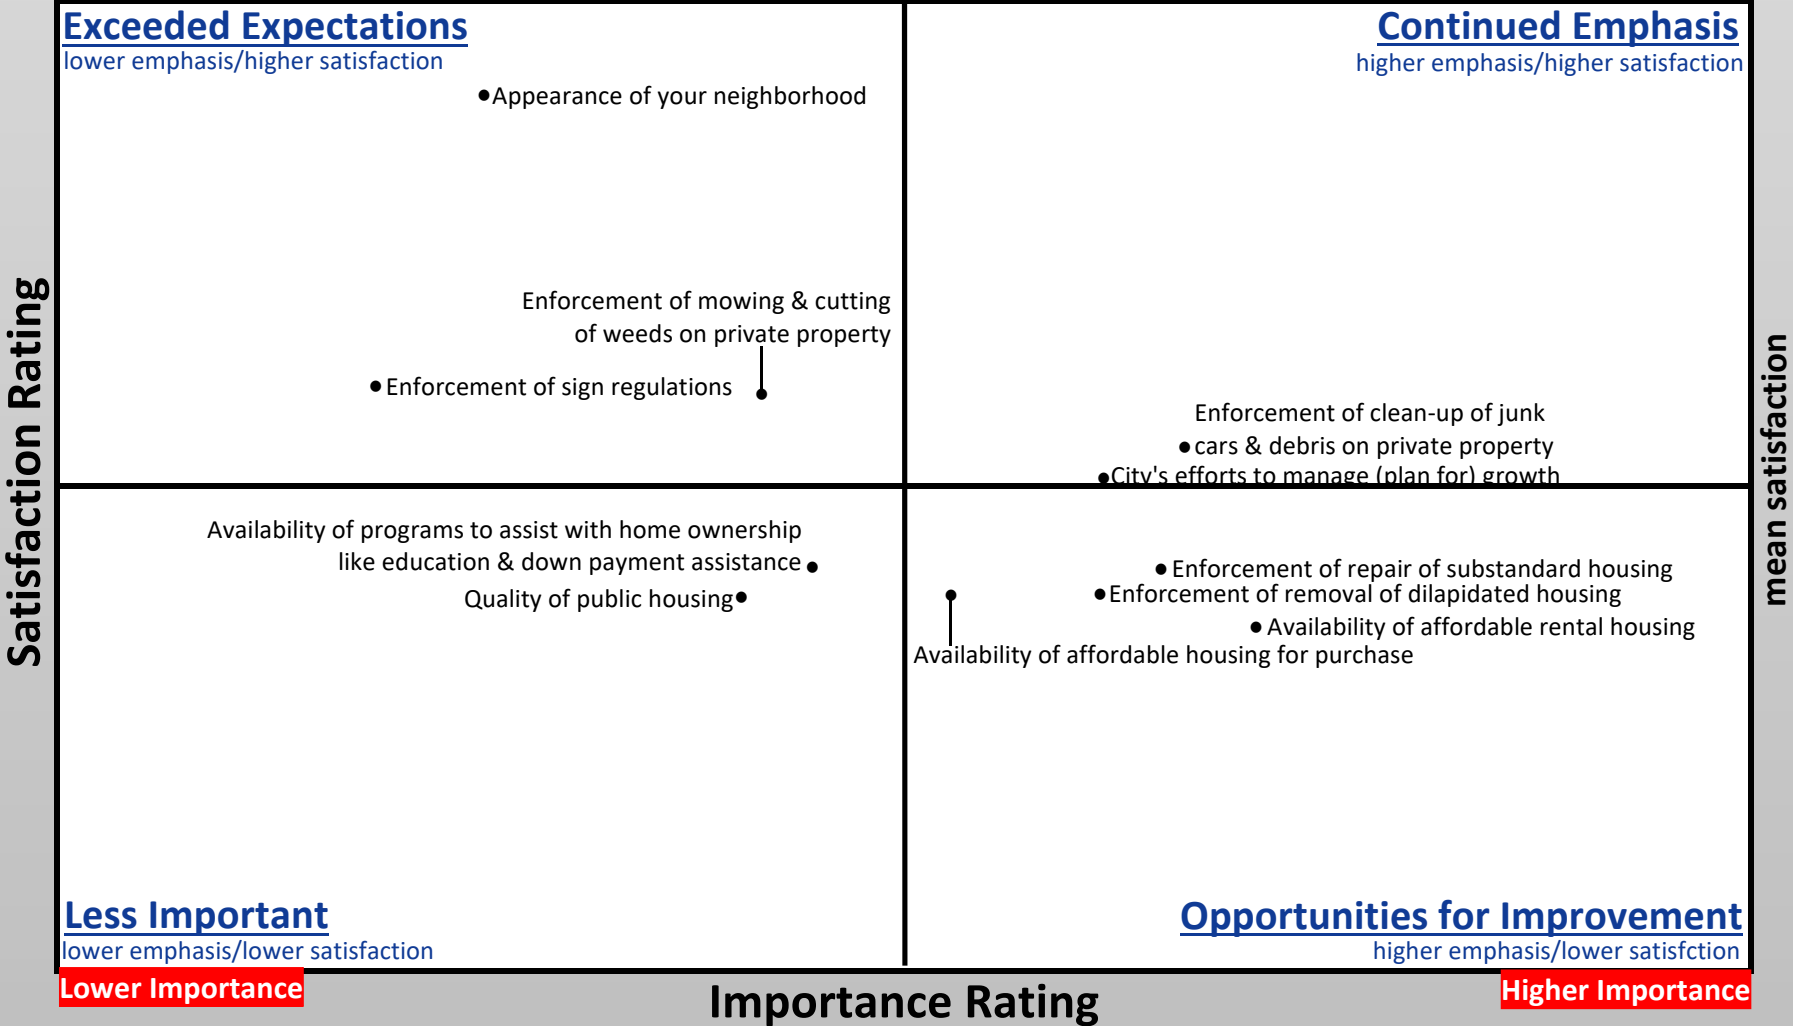 Exceeded Expectations
lower emphasis/higher satisfaction
Continued Emphasis
higher emphasis/higher satisfaction
Appearance of your neighborhood
Enforcement of mowing & cutting
of weeds on private property
Enforcement of sign regulations
Enforcement of clean-up of junk
cars & debris on private property
City's efforts to manage (plan for) growth
Satisfaction Rating
mean satisfaction
Availability of programs to assist with home ownership
like education & down payment assistance
Quality of public housing
Enforcement of repair of substandard housing
Enforcement of removal of dilapidated housing
Availability of affordable rental housing
Availability of affordable housing for purchase
Less Important
lower emphasis/lower satisfaction
Opportunities for Improvement
higher emphasis/lower satisfction
Lower Importance
Importance Rating
Higher Importance